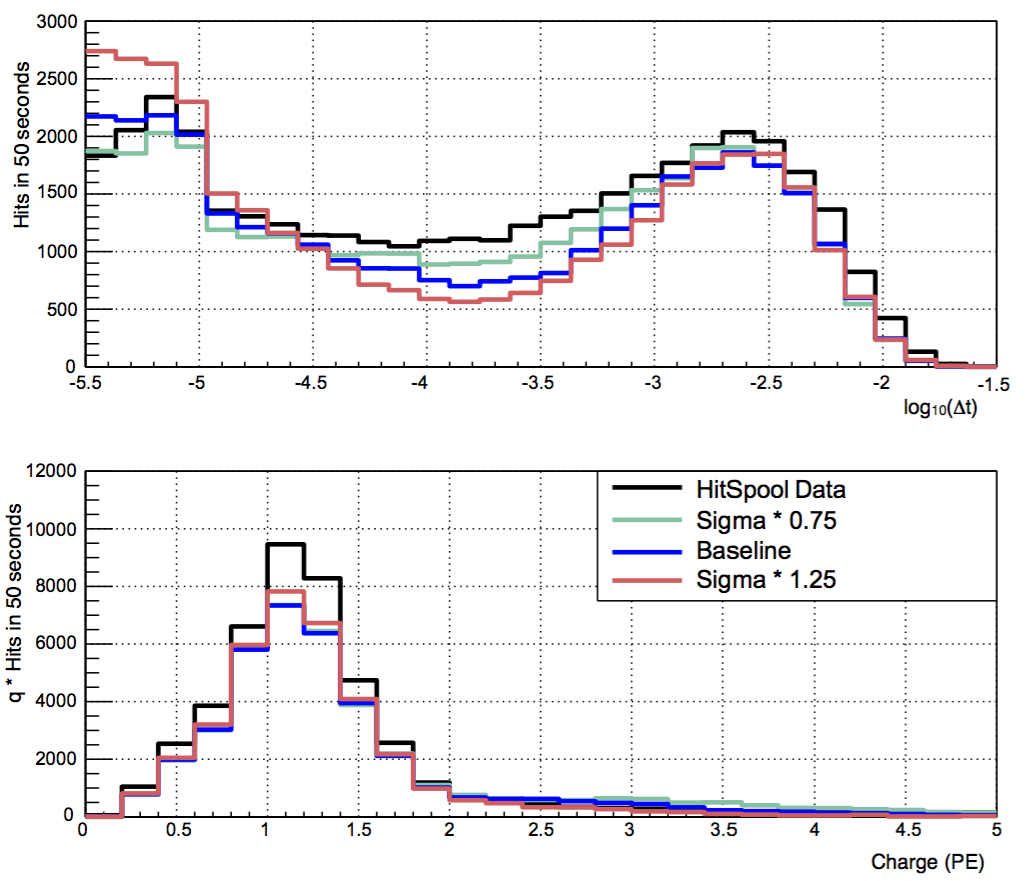 3000
2500
2000
1500
1000
500
0
Hits in 50 seconds
-5.5 -5 -4.5 -4 -3.5 -3 -2.5 -2 -1.5
log₁₀(Δt)
12000
10000
8000
6000
4000
2000
0
q * Hits in 50 seconds
HitSpool Data
Sigma * 0.75
Baseline
Sigma * 1.25
0 0.5 1 1.5 2 2.5 3 3.5 4 4.5 5
Charge (PE)